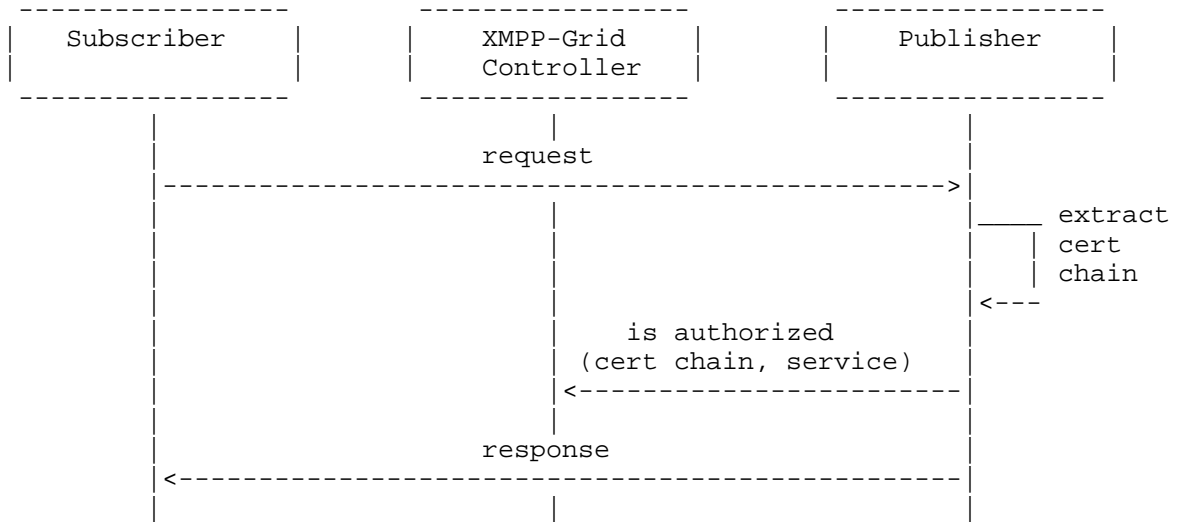 Subscriber XMPP-Grid Publisher
Controller
request
extract
cert
chain
is authorized
(cert chain, service)
response